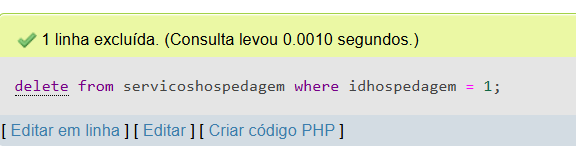 1 linha excluída. (Consulta levou 0.0010 segundos.)
delete from servicoshospedagem where idhospedagem = 1;
[ Editar em linha ] [ Editar ] [ Criar código PHP ]